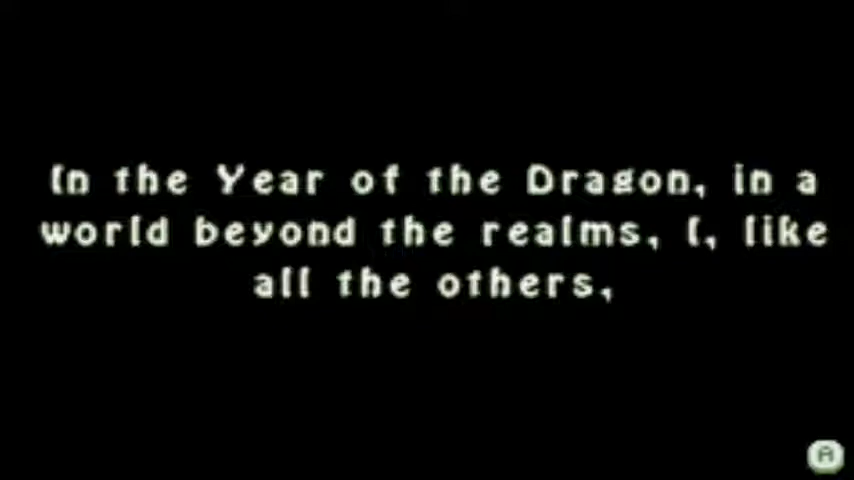 In the Year of the Dragon, in a
world beyond the realms, I, like
all the others,
A